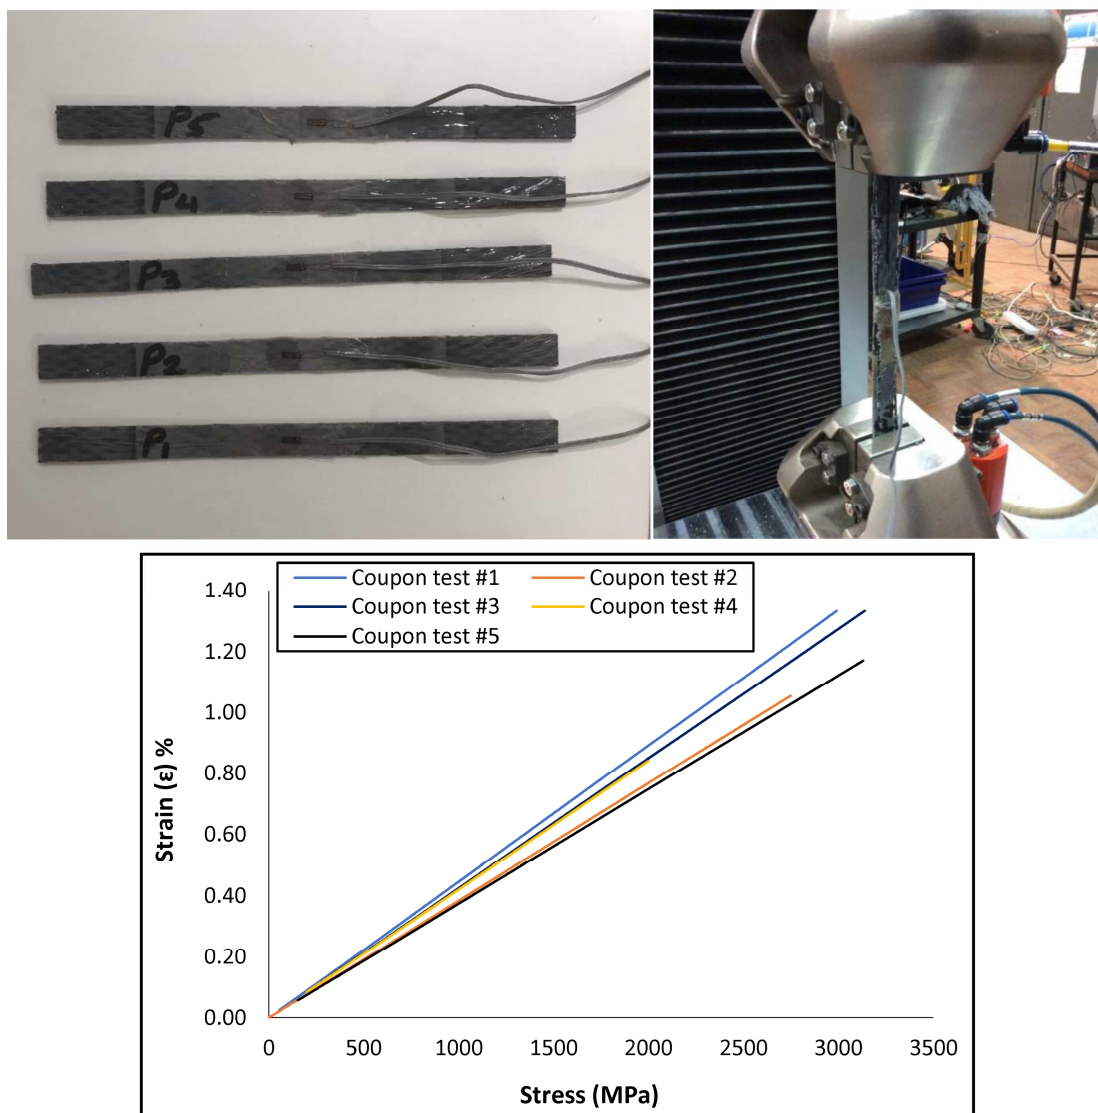 P5
P4
P3
P2
P1
Coupon test #1
Coupon test #2
Coupon test #3
Coupon test #4
Coupon test #5
1.40
1.20
1.00
0.80
0.60
0.40
0.20
0.00
Strain (ε) %
0 500 1000 1500 2000 2500 3000 3500
Stress (MPa)